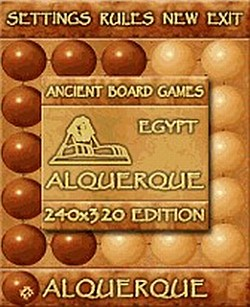 SETTINGS RULES NEW EXIT
ANCIENT BOARD GAMES
EGYPT
ALQUERQUE
240x320 EDITION
ALQUERQUE